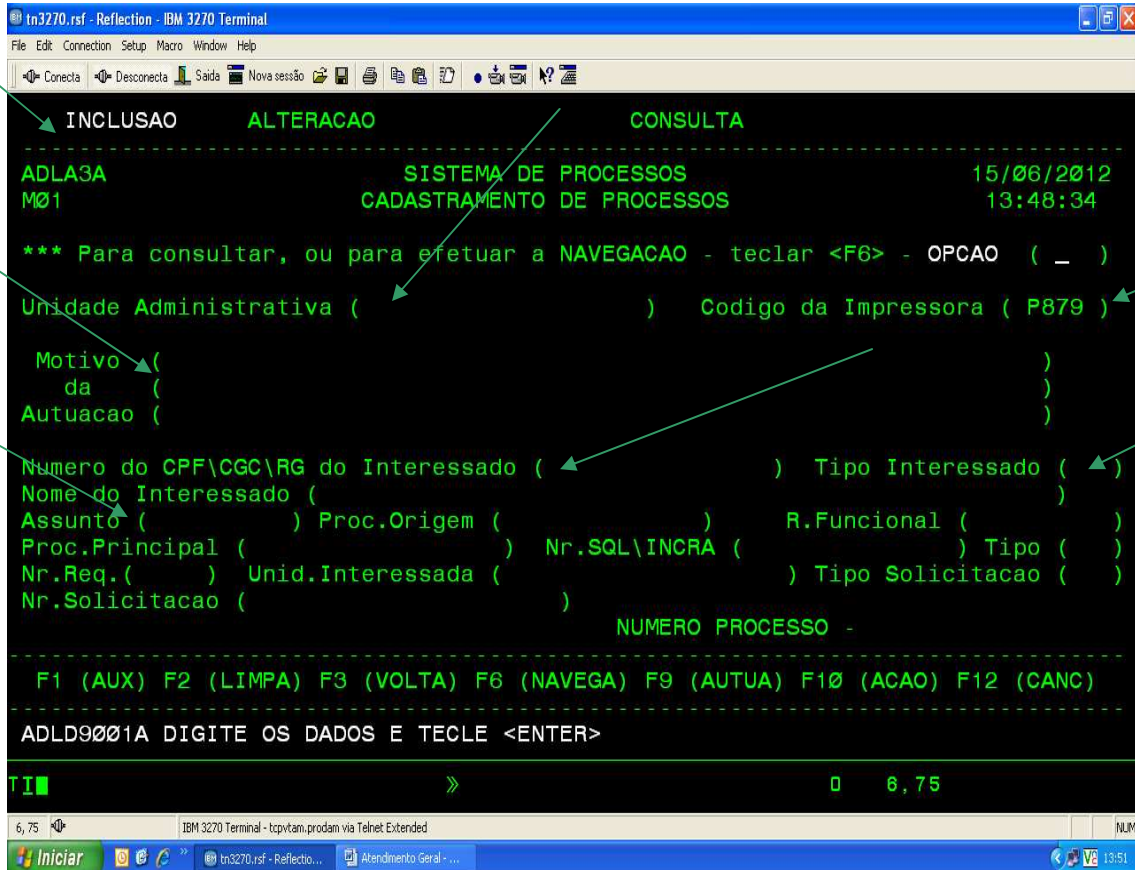 tn3270.rsf - Reflection - IBM 3270 Terminal
File Edit Connection Setup Macro Window Help
Conecta Desconecta Saida Nova sessão
INCLUSAO ALTERACAO CONSULTA
ADLA3A SISTEMA DE PROCESSOS 15/06/2012
M01 CADASTRAMENTO DE PROCESSOS 13:48:34
*** Para consultar, ou para efetuar a NAVEGACAO - teclar <F6> - OPCAO ( _ )
Unidade Administrativa ( ) Codigo da Impressora ( P879 )
Motivo ( )
da ( )
Autuacao ( )
Numero do CPF\CGC\RG do Interessado ( ) Tipo Interessado ( )
Nome do Interessado ( )
Assunto ( ) Proc.Origem ( ) R.Funcional ( )
Proc.Principal ( ) Nr.SQL\INCRA ( ) Tipo ( )
Nr.Req.( ) Unid.Interessada ( ) Tipo Solicitacao ( )
Nr.Solicitacao ( )
NUMERO PROCESSO -
F1 (AUX) F2 (LIMPA) F3 (VOLTA) F6 (NAVEGA) F9 (AUTUA) F10 (ACAO) F12 (CANC)
ADLD9001A DIGITE OS DADOS E TECLE <ENTER>
TI » 6,75
6, 75 IBM 3270 Terminal - tcpvtam.prodam via Telnet Extended NUM
Iniciar » tn3270.rsf - Reflectio... Atendimento Geral - ... 13:51